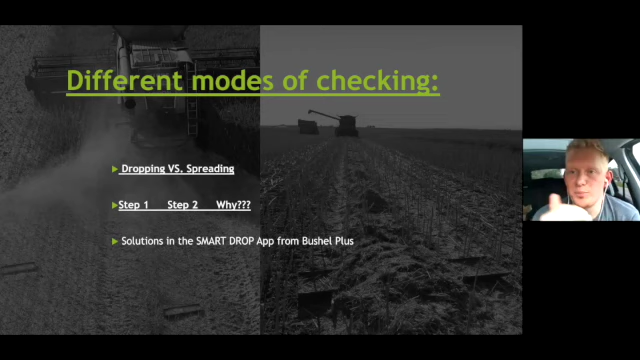 Different modes of checking:
Dropping VS. Spreading
Step 1 Step 2 Why???
Solutions in the SMART DROP App from Bushel Plus